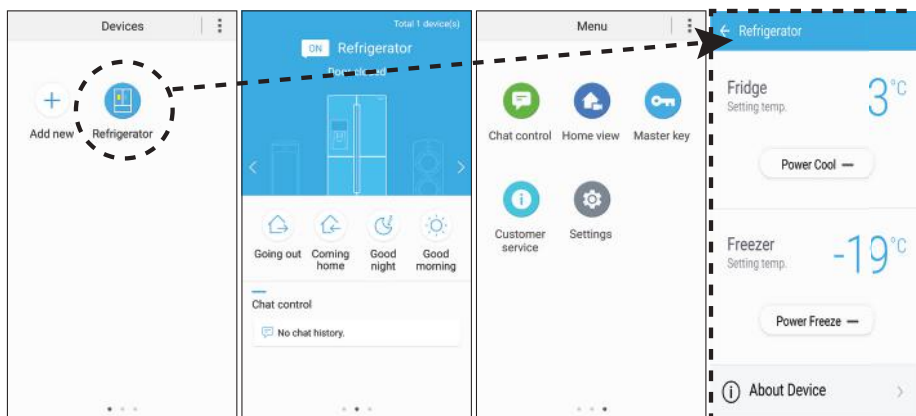 Devices
Add new
Refrigerator
Total 1 device(s)
ON Refrigerator
Door closed
Going out
Coming
home
Good
night
Good
morning
Chat control
No chat history.
Menu
Chat control
Home view
Master key
Customer
service
Settings
Refrigerator
Fridge
Setting temp.
3°C
Power Cool
Freezer
Setting temp.
-19°C
Power Freeze
About Device